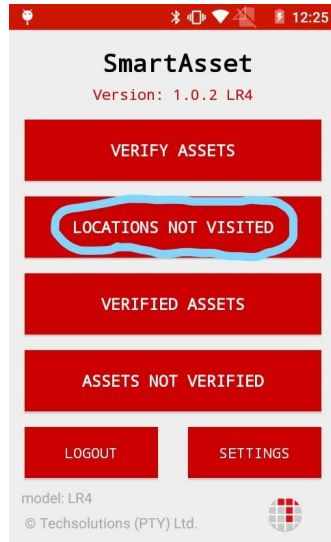 12:25
SmartAsset
Version: 1.0.2 LR4
VERIFY ASSETS
LOCATIONS NOT VISITED
VERIFIED ASSETS
ASSETS NOT VERIFIED
LOGOUT SETTINGS
model: LR4
© Techsolutions (PTY) Ltd.